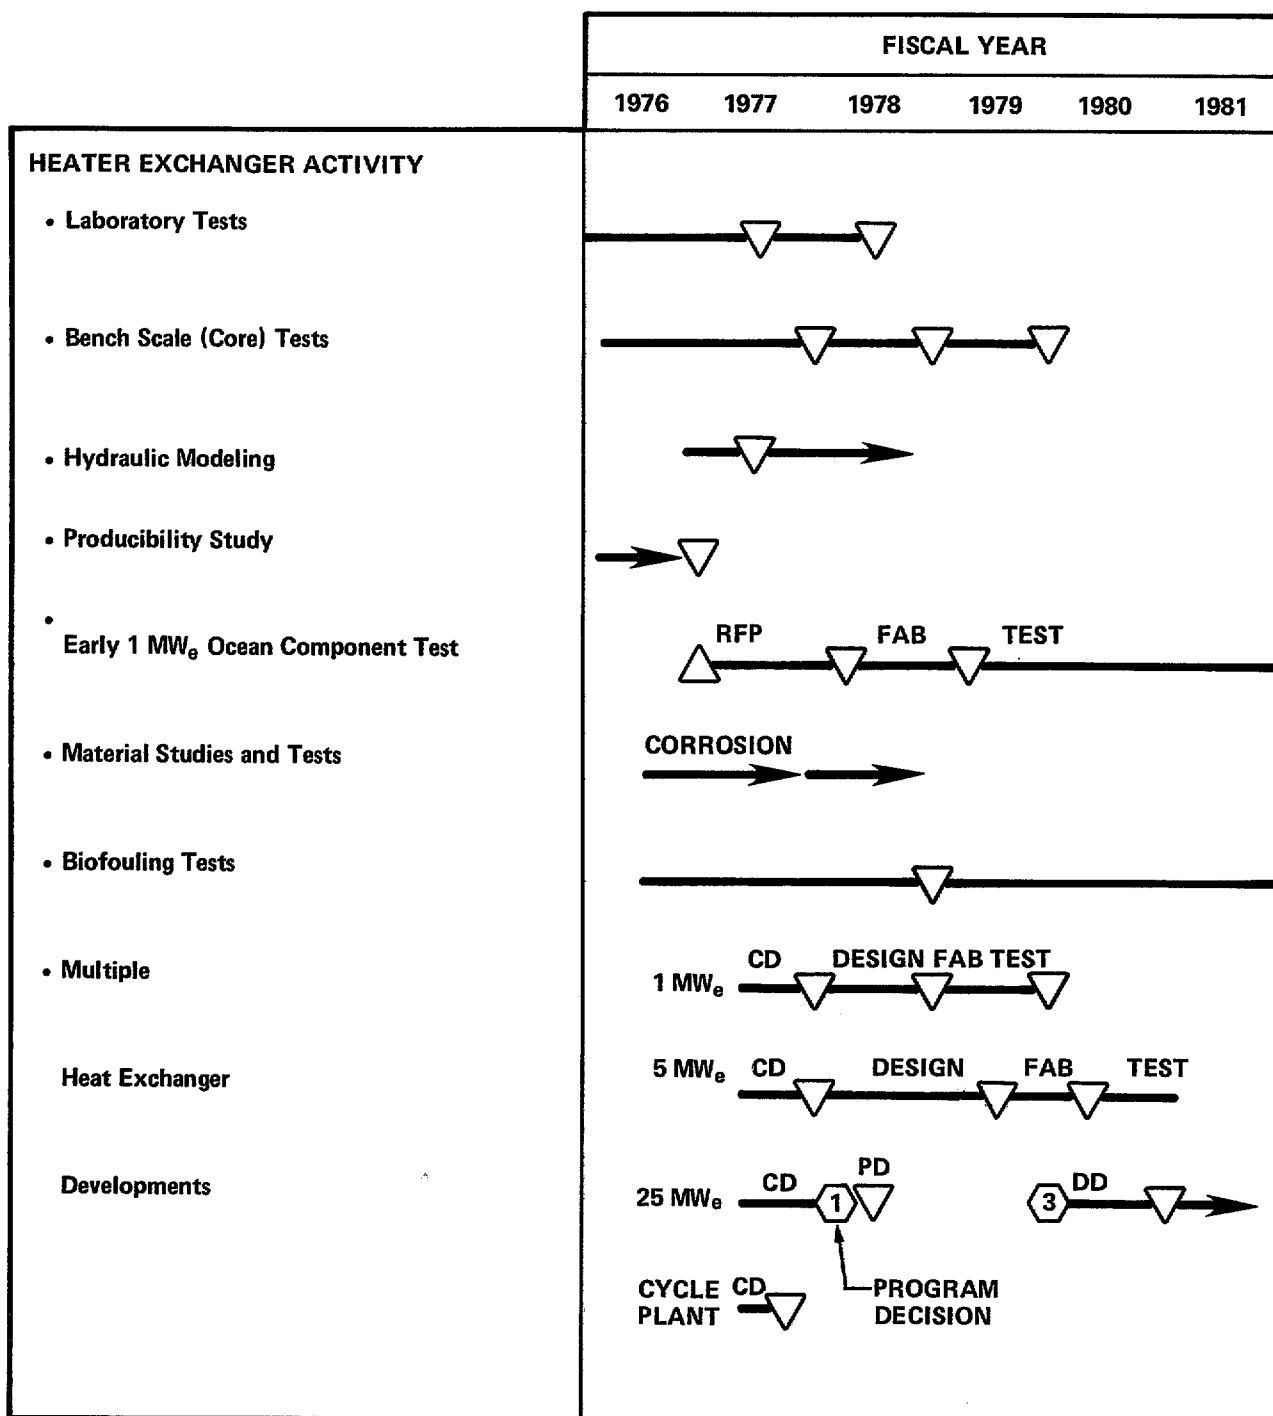 FISCAL YEAR
1976 1977 1978 1979 1980 1981
HEATER EXCHANGER ACTIVITY
• Laboratory Tests
• Bench Scale (Core) Tests
• Hydraulic Modeling
• Producibility Study
•
RFP FAB TEST
Early 1 MWe Ocean Component Test
CORROSION
• Material Studies and Tests
• Biofouling Tests
CD DESIGN FAB TEST
• Multiple
1 MWe
5 MWe CD DESIGN FAB TEST
Heat Exchanger
PD
Developments
CD DD
25 MWe 1 3
CYCLE CD PROGRAM
PLANT DECISION